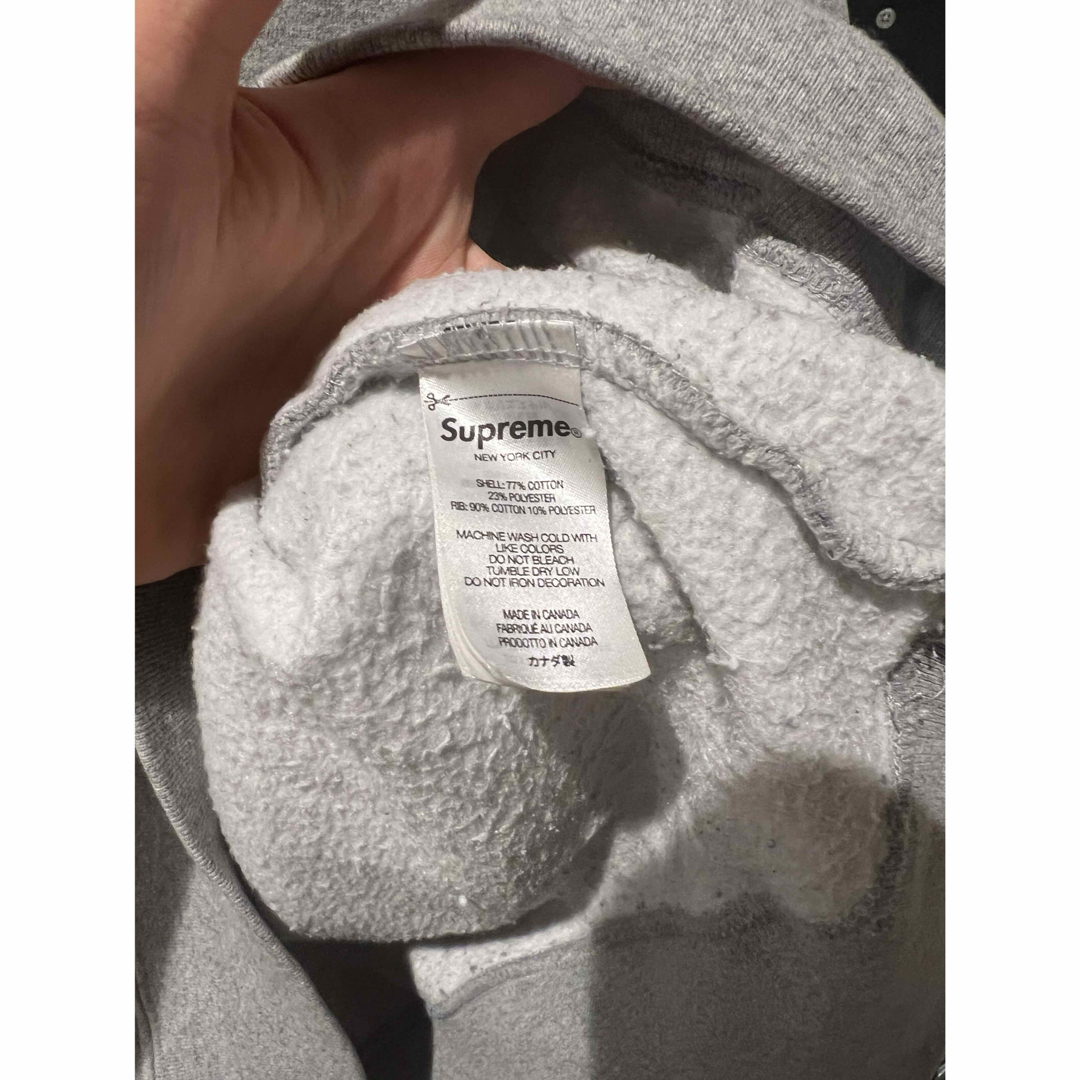 Supreme®
NEW YORK CITY
SHELL: 77% COTTON
23% POLYESTER
RIB: 90% COTTON 10% POLYESTER
MACHINE WASH COLD WITH
LIKE COLORS
DO NOT BLEACH
TUMBLE DRY LOW
DO NOT IRON DECORATION
MADE IN CANADA
FABRIQUÉ AU CANADA
PRODOTTO IN CANADA
カナダ製